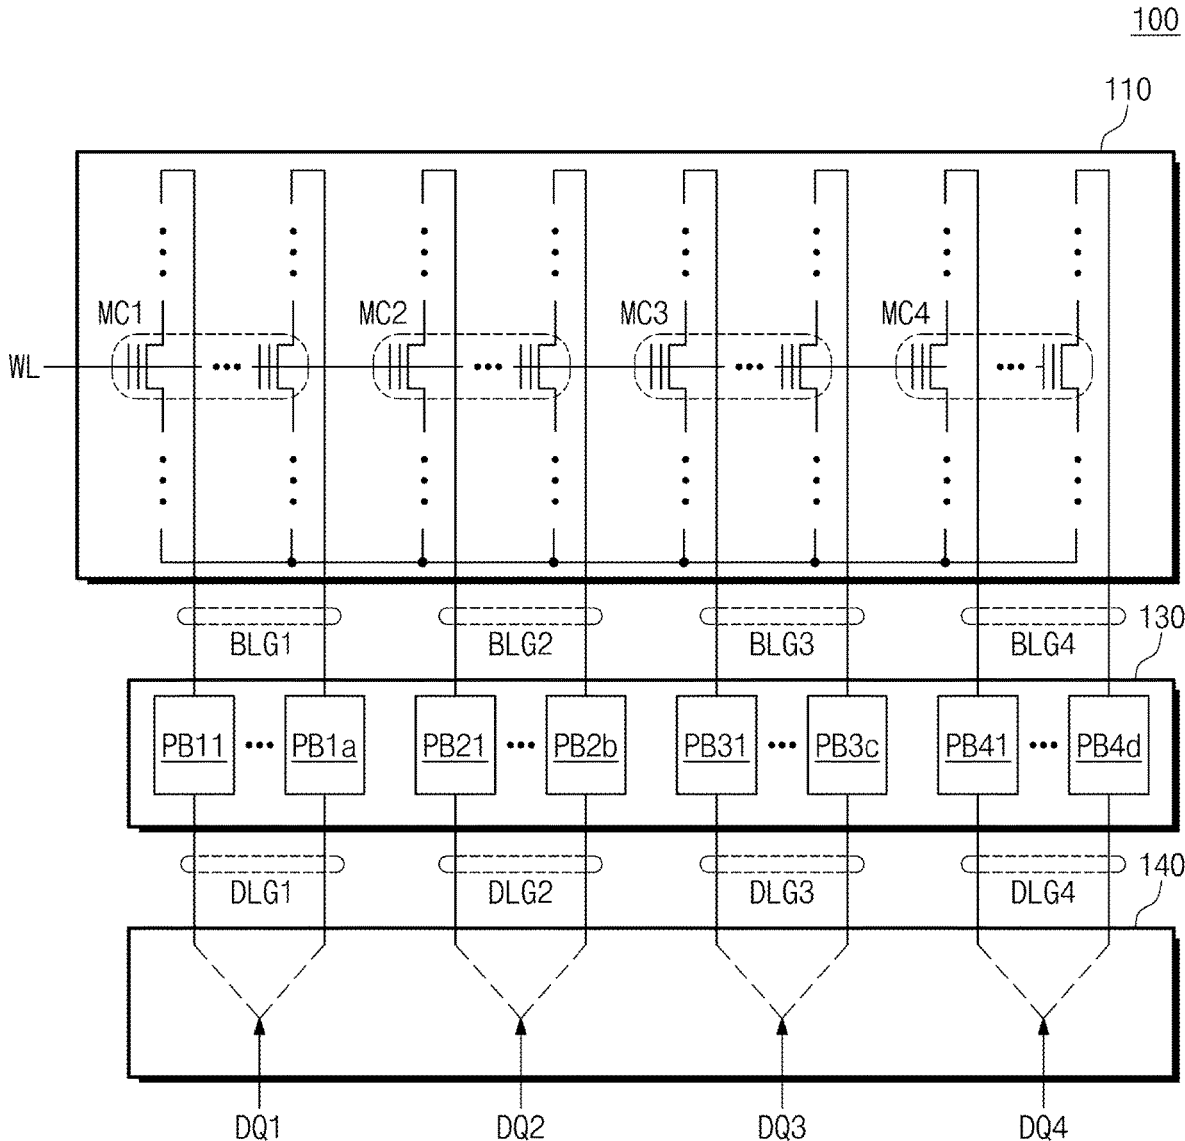 100
110
MC1 MC2 MC3 MC4
WL
BLG1 BLG2 BLG3 BLG4
130
PB11 PB1a PB21 PB2b PB31 PB3c PB41 PB4d
DLG1 DLG2 DLG3 DLG4
140
DQ1 DQ2 DQ3 DQ4